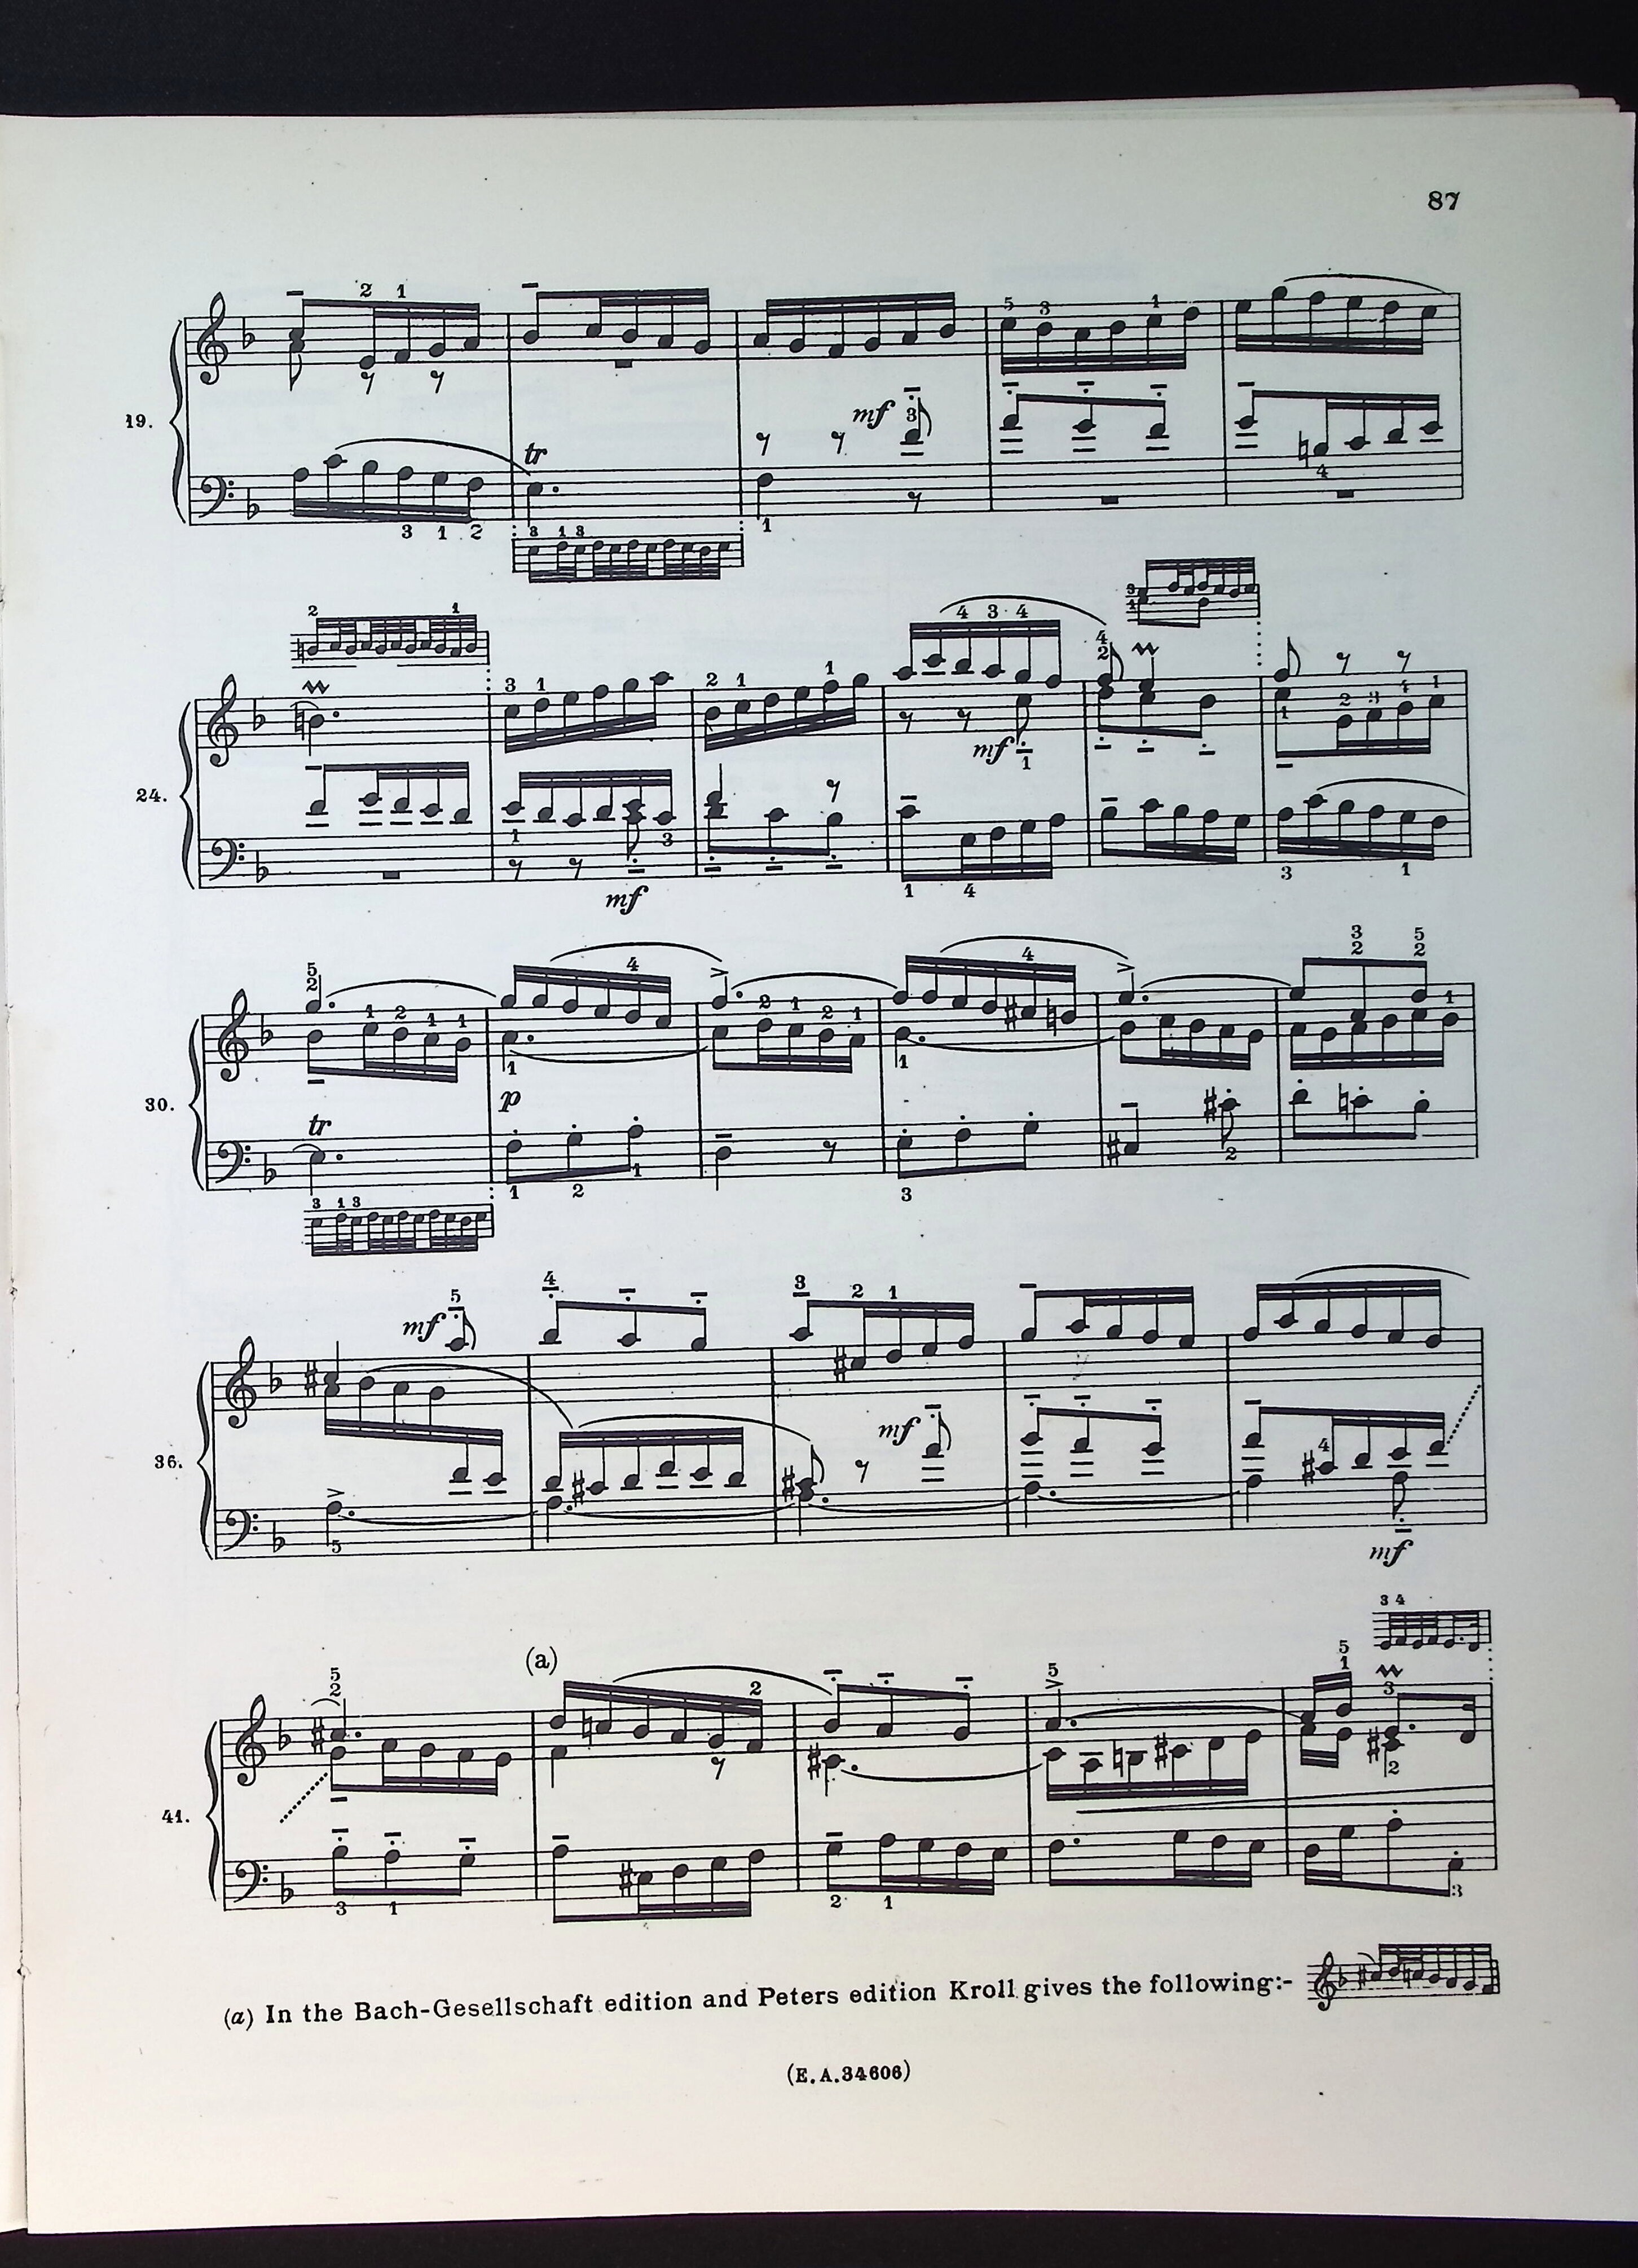 87
19.
tr
mf
24.
mf
mf
30.
tr
p
36.
mf
mf
mf
(a)
41.
(a) In the Bach-Gesellschaft edition and Peters edition Kroll gives the following:-
(E.A.34606)